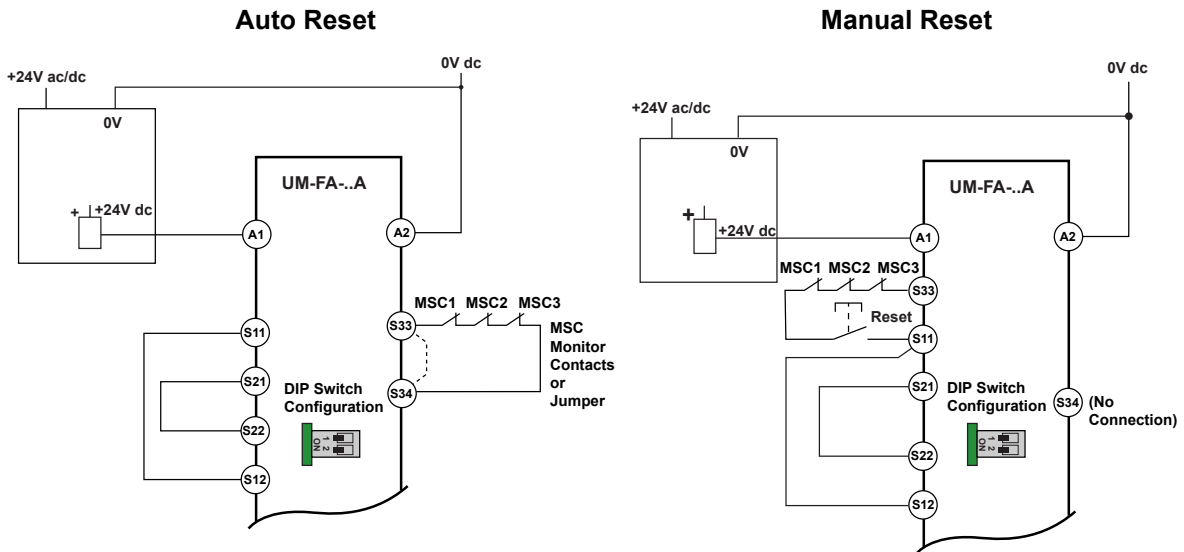 Auto Reset
+24V ac/dc
0V dc
0V
UM-FA-..A
+ +24V dc
A1
A2
S11
S33
MSC1 MSC2 MSC3
MSC
Monitor
Contacts
or
Jumper
S21
DIP Switch
Configuration
S34
S22
1 2
ON
S12
Manual Reset
0V dc
+24V ac/dc
0V
UM-FA-..A
+
+24V dc
A1
A2
MSC1 MSC2 MSC3
S33
Reset
S11
S21
DIP Switch
Configuration
S34
(No
Connection)
S22
1 2
ON
S12